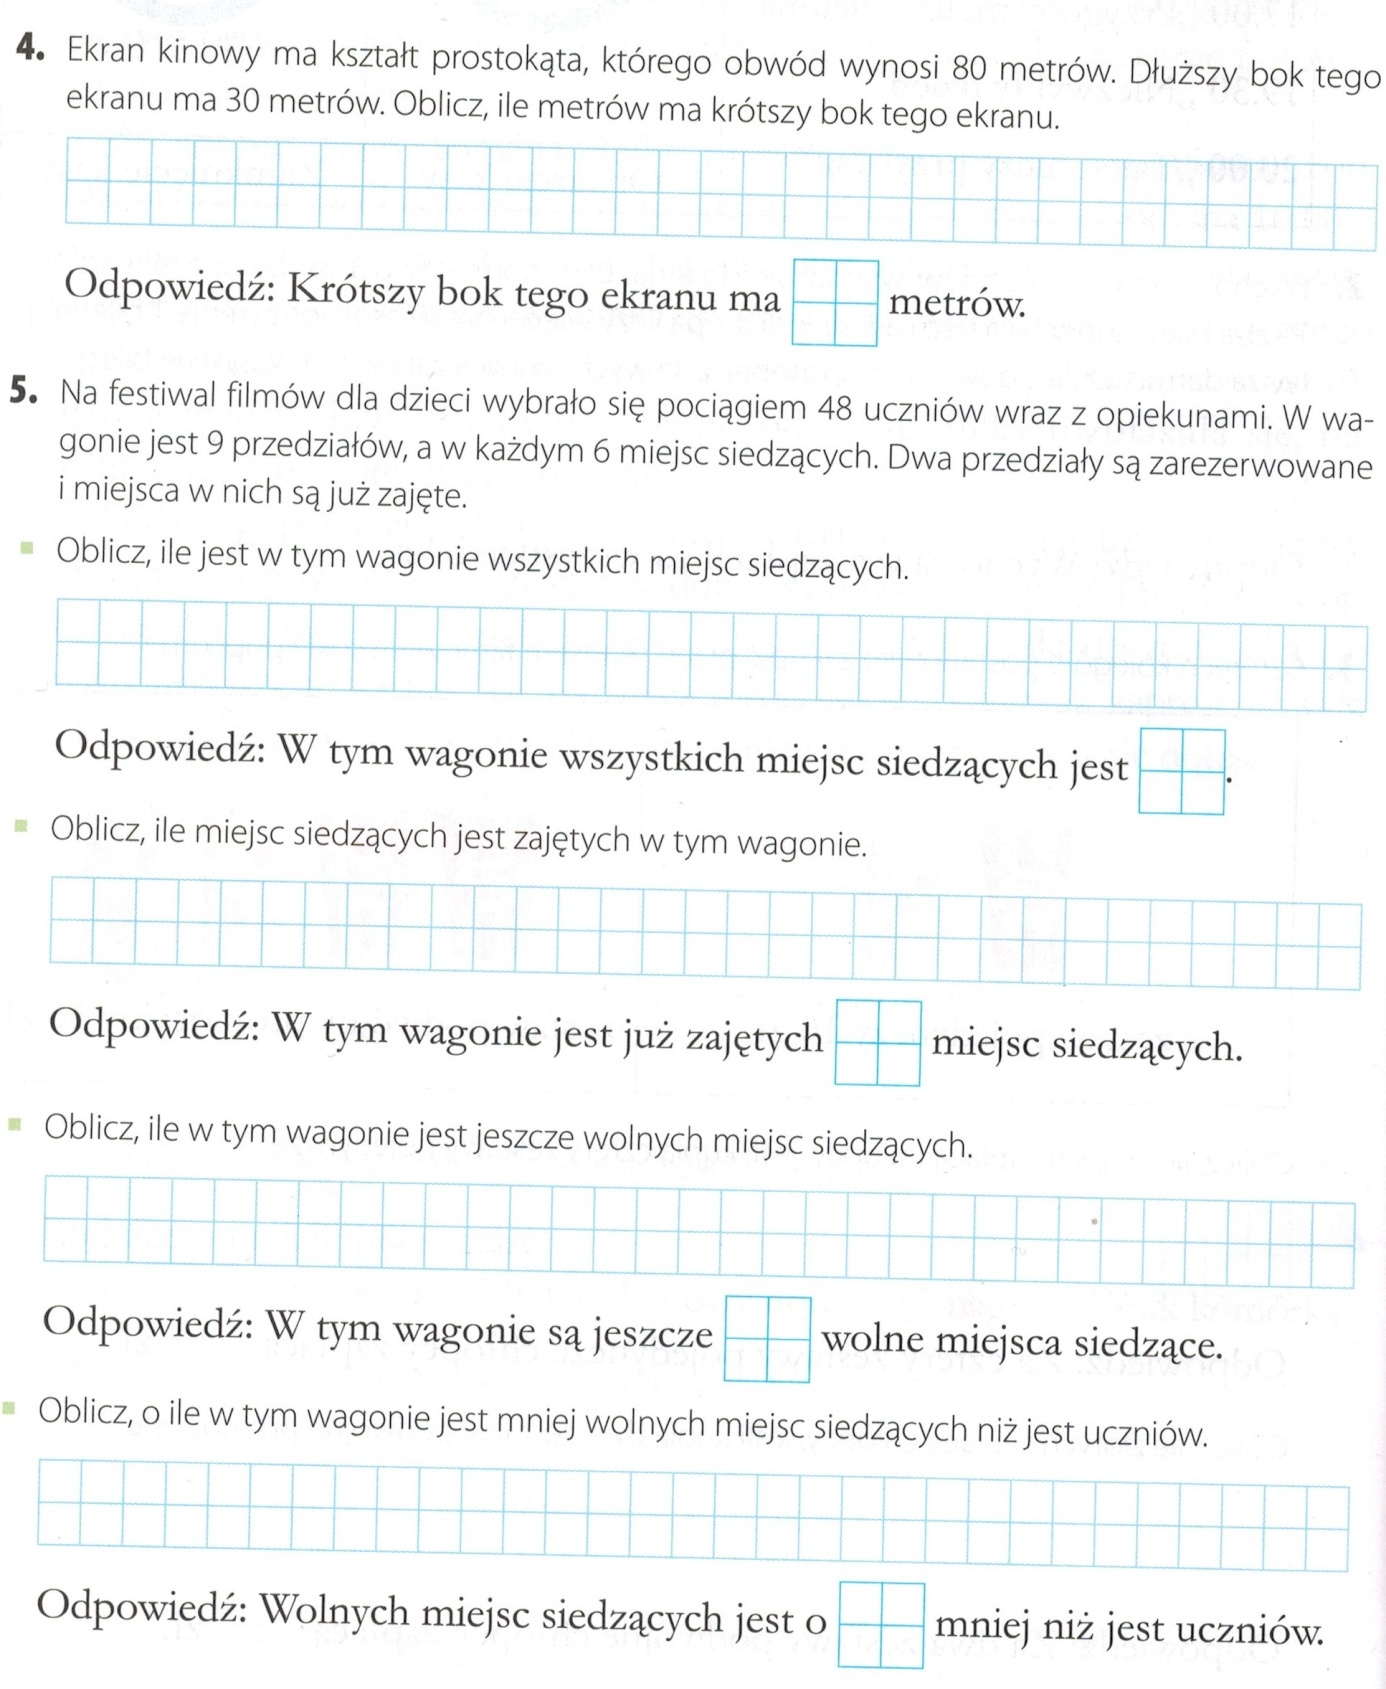 4. Ekran kinowy ma kształt prostokąta, którego obwód wynosi 80 metrów. Dłuższy bok tego
ekranu ma 30 metrów. Oblicz, ile metrów ma krótszy bok tego ekranu.
Odpowiedź: Krótszy bok tego ekranu ma metrów.
5. Na festiwal filmów dla dzieci wybrało się pociągiem 48 uczniów wraz z opiekunami. W wa-
gonie jest 9 przedziałów, a w każdym 6 miejsc siedzących. Dwa przedziały są zarezerwowane
i miejsca w nich są już zajęte.
Oblicz, ile jest w tym wagonie wszystkich miejsc siedzących.
Odpowiedź: W tym wagonie wszystkich miejsc siedzących jest .
Oblicz, ile miejsc siedzących jest zajętych w tym wagonie.
Odpowiedź: W tym wagonie jest już zajętych miejsc siedzących.
Oblicz, ile w tym wagonie jest jeszcze wolnych miejsc siedzących.
Odpowiedź: W tym wagonie są jeszcze wolne miejsca siedzące.
Oblicz, o ile w tym wagonie jest mniej wolnych miejsc siedzących niż jest uczniów.
Odpowiedź: Wolnych miejsc siedzących jest o mniej niż jest uczniów.